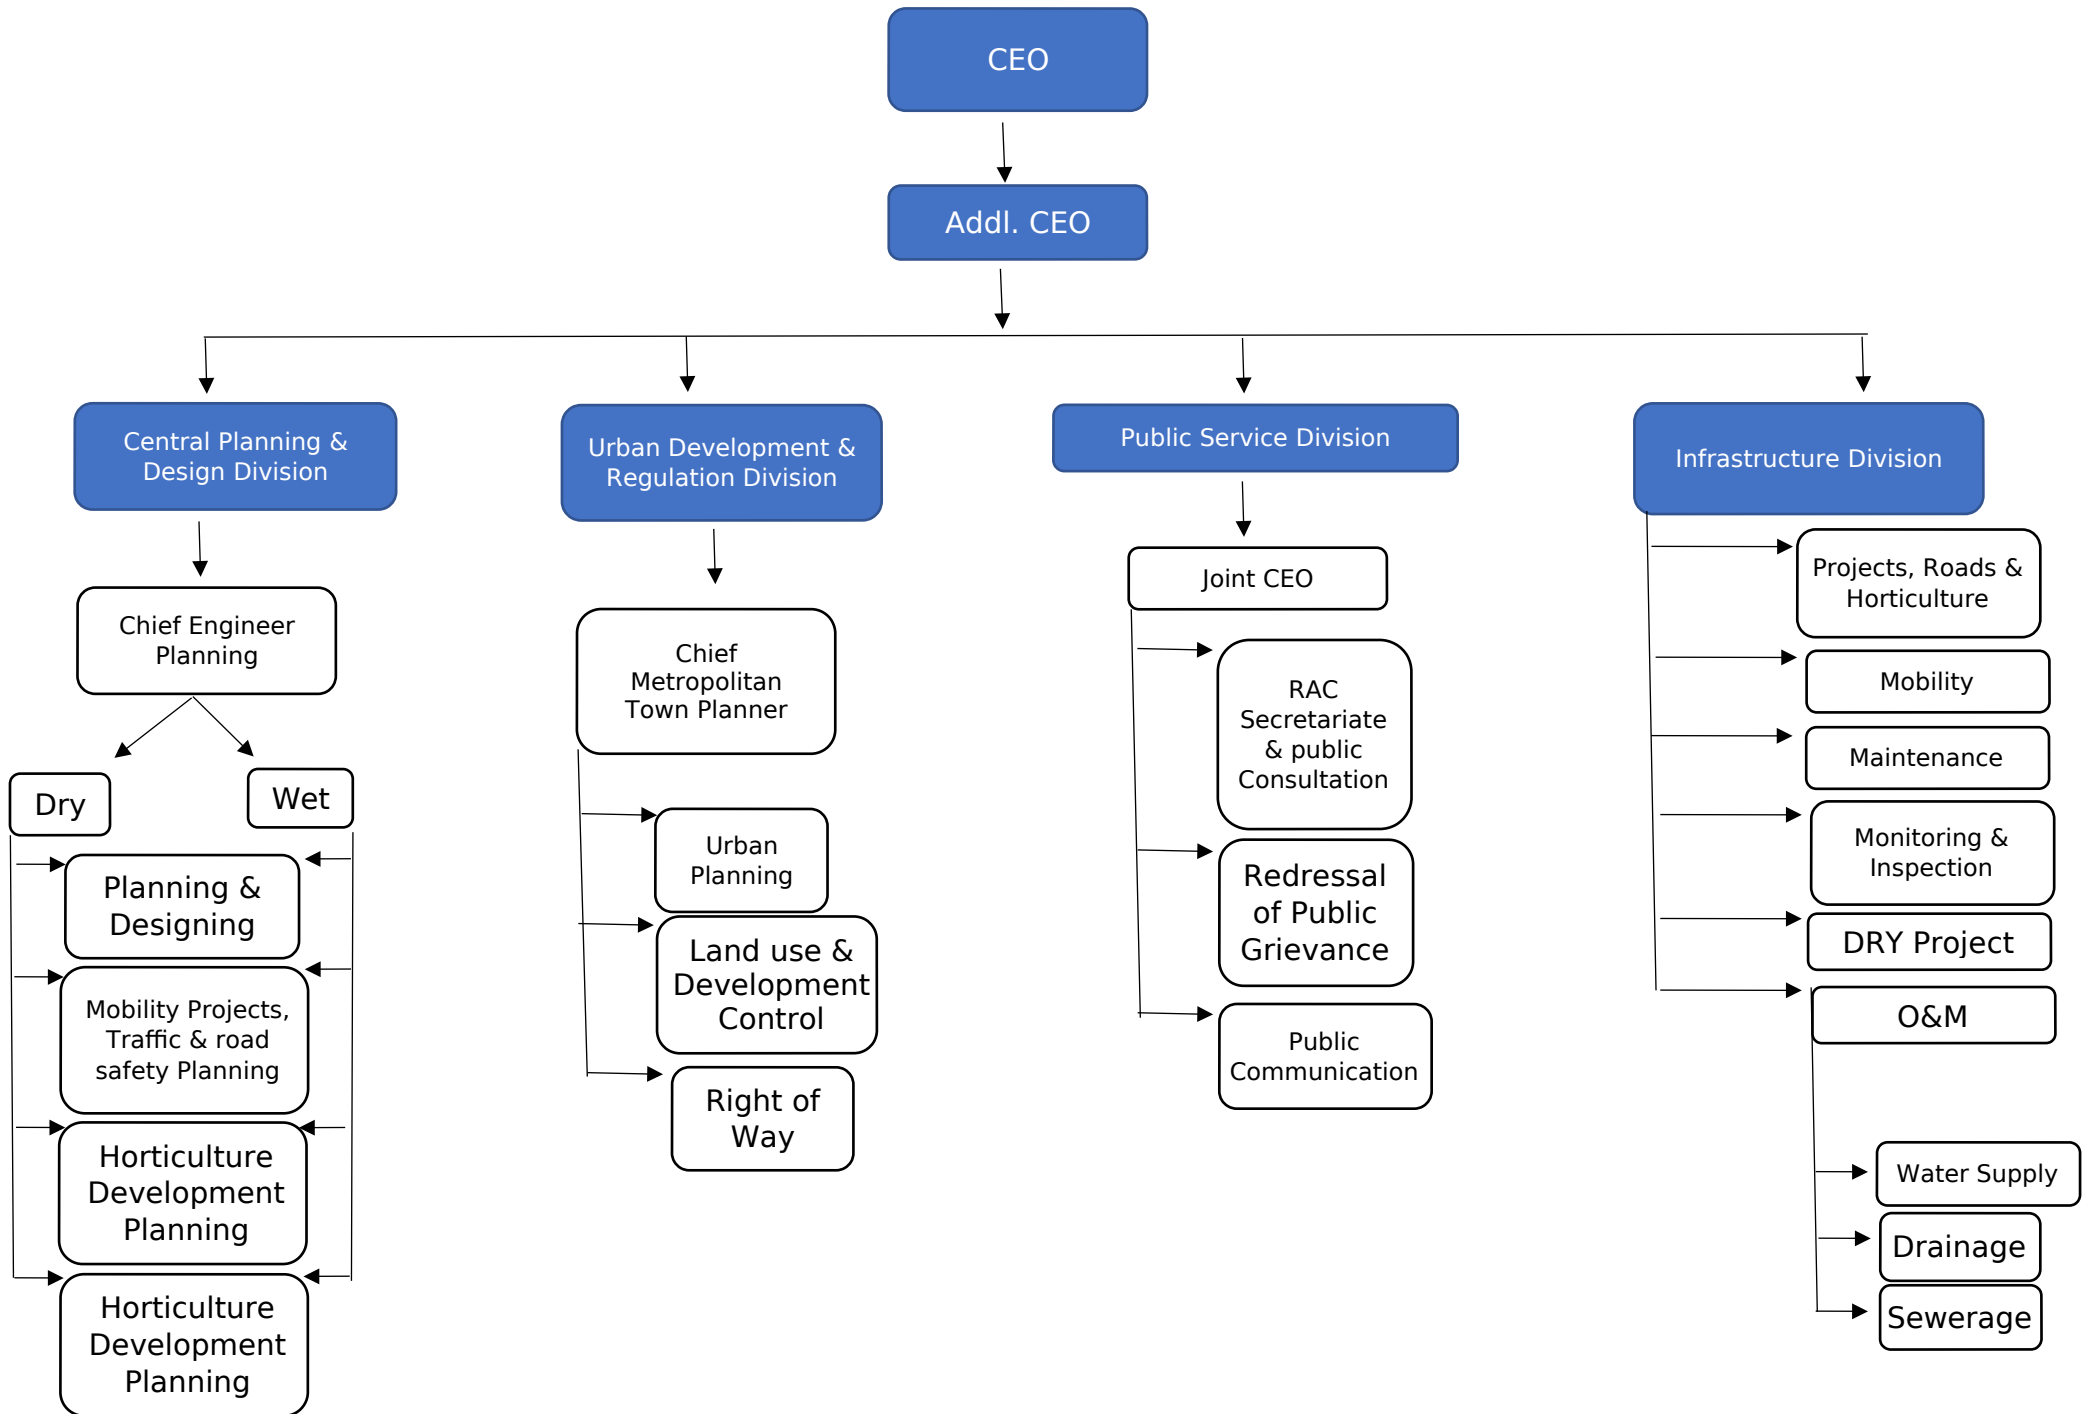 CEO
Addl. CEO
Central Planning &
Design Division
Urban Development &
Regulation Division
Public Service Division
Infrastructure Division
Chief Engineer
Planning
Dry
Wet
Planning &
Designing
Mobility Projects,
Traffic & road
safety Planning
Horticulture
Development
Planning
Horticulture
Development
Planning
Chief
Metropolitan
Town Planner
Urban
Planning
Land use &
Development
Control
Right of
Way
Joint CEO
RAC
Secretariate
& public
Consultation
Redressal
of Public
Grievance
Public
Communication
Projects, Roads &
Horticulture
Mobility
Maintenance
Monitoring &
Inspection
DRY Project
O&M
Water Supply
Drainage
Sewerage